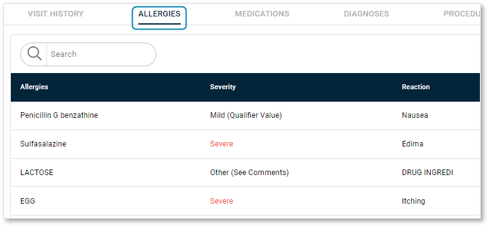 VISIT HISTORY ALLERGIES MEDICATIONS DIAGNOSES PROCEDU
Search
Allergies Severity Reaction
Penicillin G benzathine Mild (Qualifier Value) Nausea
Sulfasalazine Severe Edima
LACTOSE Other (See Comments) DRUG INGREDI
EGG Severe Itching